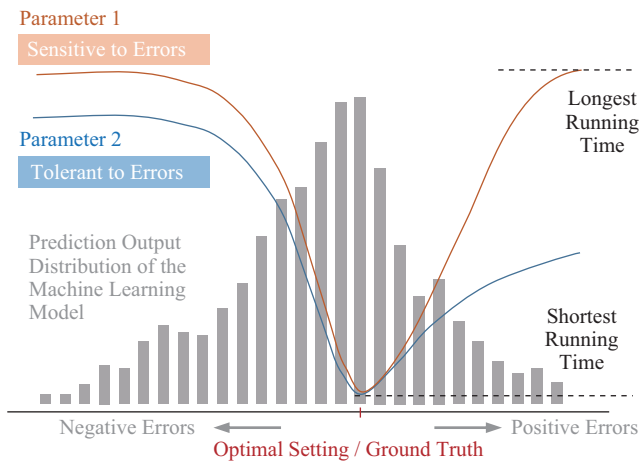 Parameter 1
Sensitive to Errors
Parameter 2
Tolerant to Errors
Prediction Output
Distribution of the
Machine Learning
Model
Longest
Running
Time
Shortest
Running
Time
Negative Errors
Positive Errors
Optimal Setting / Ground Truth